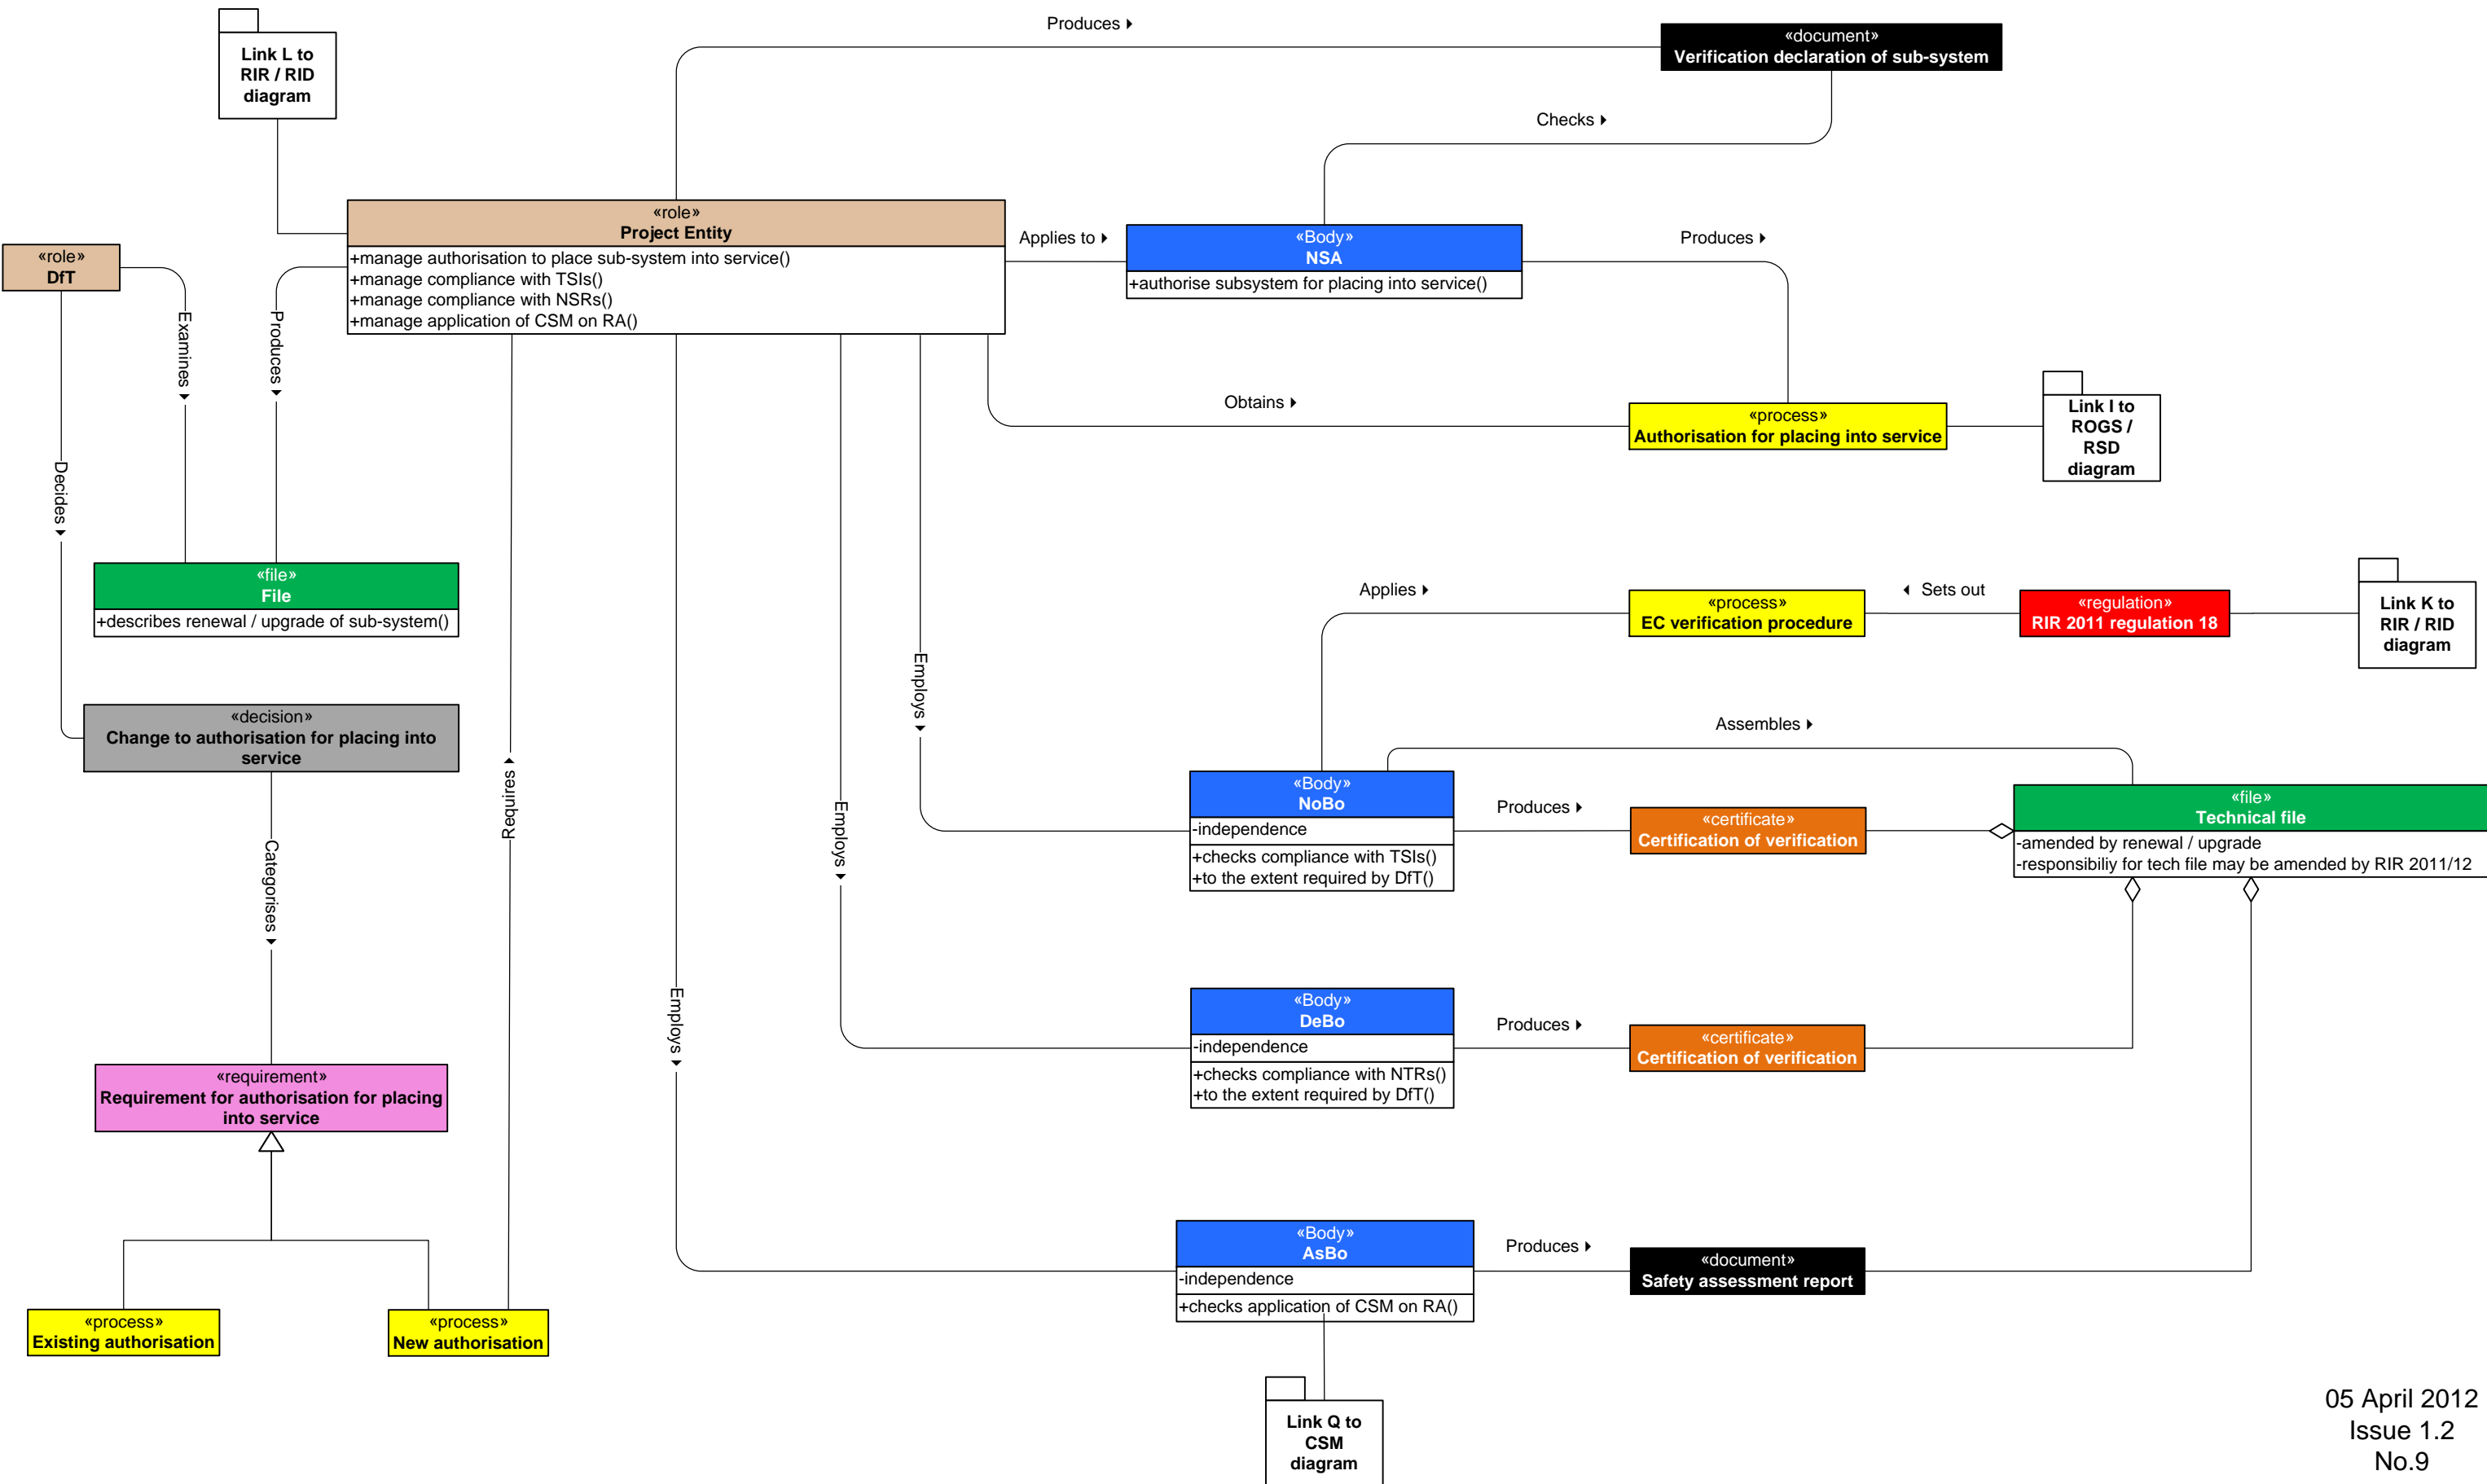 Link L to
RIR / RID
diagram
Produces
«document»
Verification declaration of sub-system
Checks
«role»
DfT
«role»
Project Entity
+manage authorisation to place sub-system into service()
+manage compliance with TSIs()
+manage compliance with NSRs()
+manage application of CSM on RA()
Applies to
«Body»
NSA
+authorise subsystem for placing into service()
Produces
Examines
Produces
Obtains
«process»
Authorisation for placing into service
Link I to
ROGS /
RSD
diagram
Decides
«file»
File
+describes renewal / upgrade of sub-system()
Applies
«process»
EC verification procedure
Sets out
«regulation»
RIR 2011 regulation 18
Link K to
RIR / RID
diagram
Employs
«decision»
Change to authorisation for placing into
service
Assembles
Requires
Employs
«Body»
NoBo
-independence
+checks compliance with TSIs()
+to the extent required by DfT()
Produces
«certificate»
Certification of verification
«file»
Technical file
-amended by renewal / upgrade
-responsibiliy for tech file may be amended by RIR 2011/12
Categorises
Employs
«Body»
DeBo
-independence
+checks compliance with NTRs()
+to the extent required by DfT()
Produces
«certificate»
Certification of verification
«requirement»
Requirement for authorisation for placing
into service
«Body»
AsBo
-independence
+checks application of CSM on RA()
Produces
«document»
Safety assessment report
«process»
Existing authorisation
«process»
New authorisation
Link Q to
CSM
diagram
05 April 2012
Issue 1.2
No.9